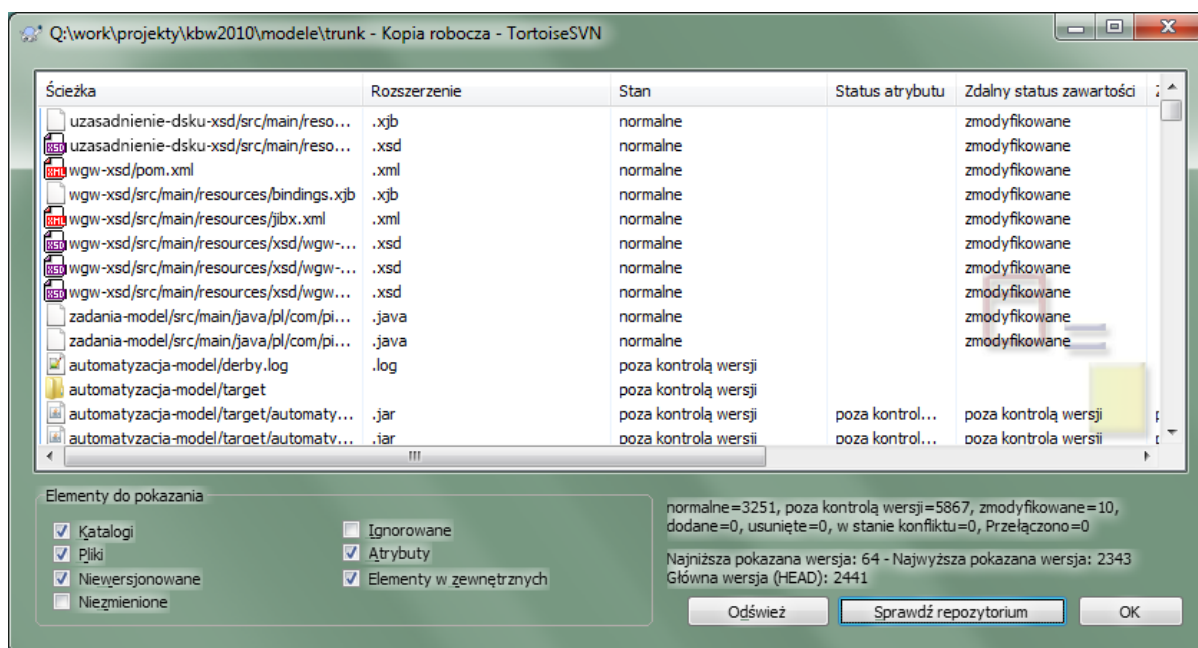 Q:\work\projekty\kbw2010\modele\trunk - Kopia robocza - TortoiseSVN
Ścieżka Rozszerzenie Stan Status atrybutu Zdalny status zawartości
uzasadnienie-dsku-xsd/src/main/reso... .xjb normalne zmodyfikowane
uzasadnienie-dsku-xsd/src/main/reso... .xsd normalne zmodyfikowane
wgw-xsd/pom.xml .xml normalne zmodyfikowane
wgw-xsd/src/main/resources/bindings.xjb .xjb normalne zmodyfikowane
wgw-xsd/src/main/resources/jibx.xml .xml normalne zmodyfikowane
wgw-xsd/src/main/resources/xsd/wgw-... .xsd normalne zmodyfikowane
wgw-xsd/src/main/resources/xsd/wgw-... .xsd normalne zmodyfikowane
wgw-xsd/src/main/resources/xsd/wgw... .xsd normalne zmodyfikowane
zadania-model/src/main/java/pl/com/pi... .java normalne zmodyfikowane
zadania-model/src/main/java/pl/com/pi... .java normalne zmodyfikowane
automatyzacja-model/derby.log .log poza kontrolą wersji
automatyzacja-model/target poza kontrolą wersji
automatyzacja-model/target/automaty... .jar poza kontrolą wersji poza kontrol... poza kontrolą wersji
automatyzacja-model/target/automaty... .jar poza kontrolą wersji poza kontrol... poza kontrolą wersji
Elementy do pokazania
Katalogi
Pliki
Niewersjonowane
Niezmienione
Ignorowane
Atrybuty
Elementy w zewnętrznych
normalne=3251, poza kontrolą wersji=5867, zmodyfikowane=10,
dodane=0, usunięte=0, w stanie konfliktu=0, Przełączono=0
Najniższa pokazana wersja: 64 - Najwyższa pokazana wersja: 2343
Główna wersja (HEAD): 2441
Odśwież Sprawdź repozytorium OK